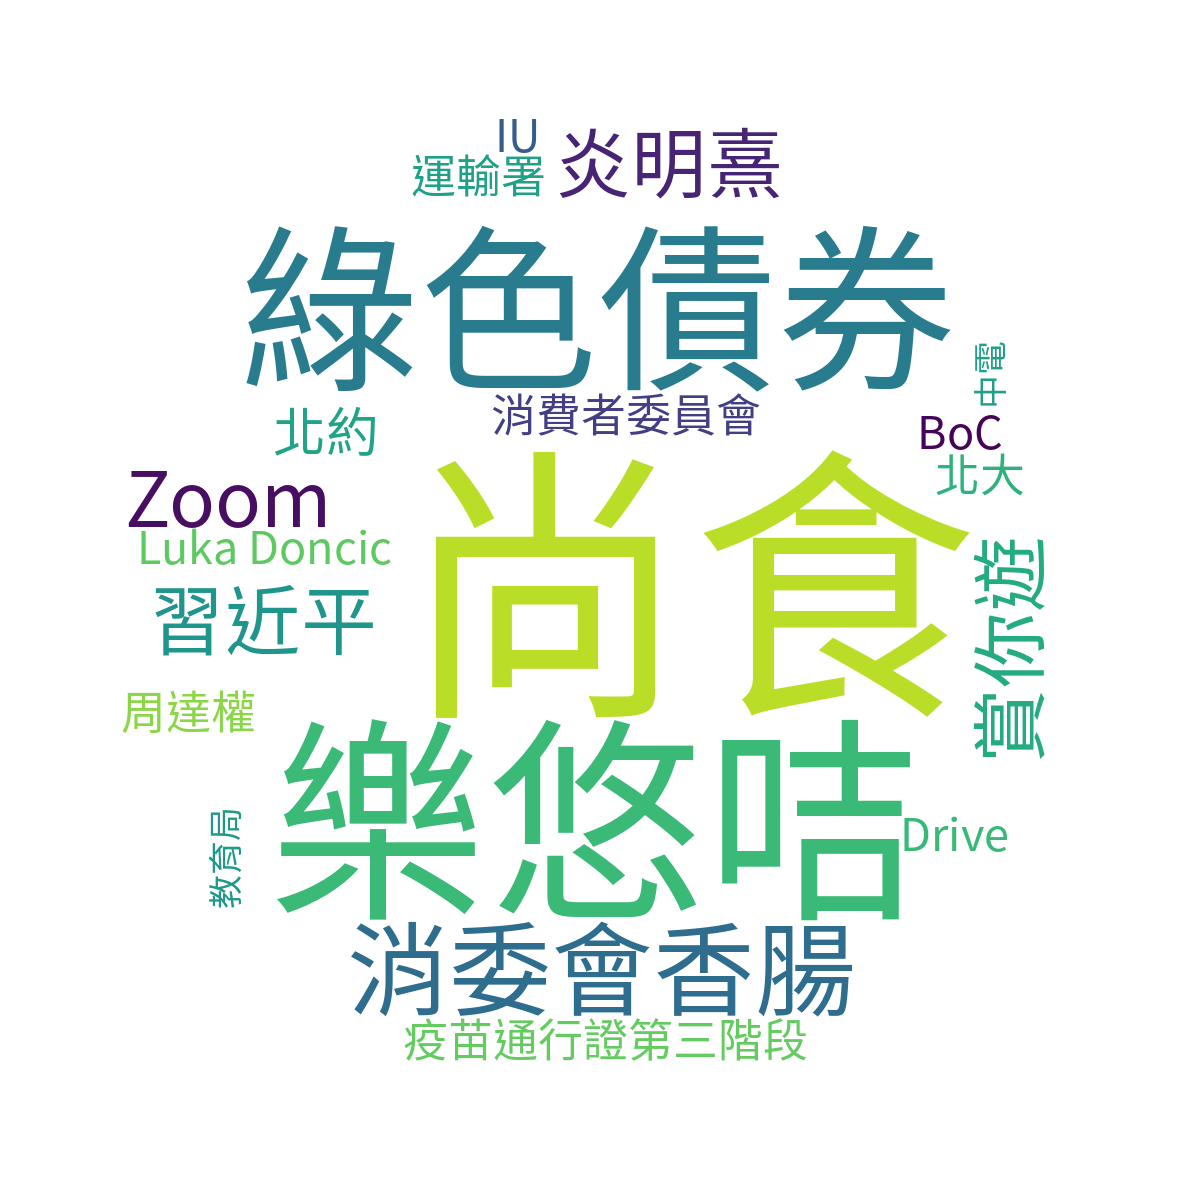 IU
運輸署
炎明熹
綠色債券
中電
北約
消費者委員會
BoC
北大
Zoom
尚食
Luka Doncic
習近平
賞你遊
周達權
樂悠咭
Drive
教育局
消委會香腸
疫苗通行證第三階段